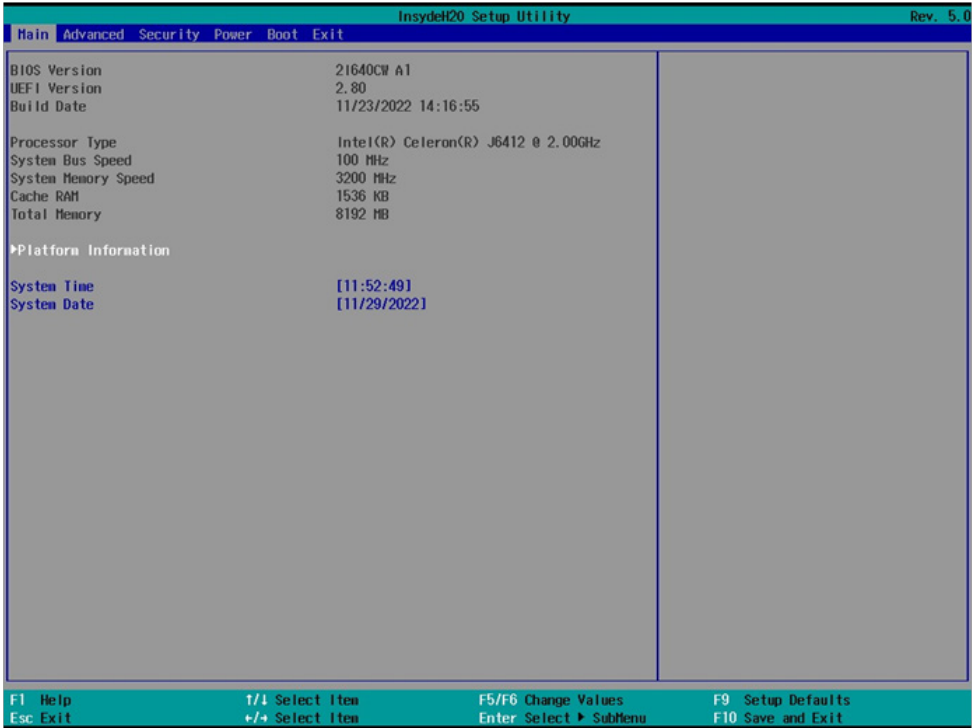 InsydeH20 Setup Utility Rev. 5.0
Main Advanced Security Power Boot Exit
BIOS Version 21640CW A1
UEFI Version 2.80
Build Date 11/23/2022 14:16:55
Processor Type Intel(R) Celeron(R) J6412 @ 2.00GHz
System Bus Speed 100 MHz
System Memory Speed 3200 MHz
Cache RAM 1536 KB
Total Memory 8192 MB
▶Platform Information
System Time [11:52:49]
System Date [11/29/2022]
F1 Help ↑/↓ Select Item F5/F6 Change Values F9 Setup Defaults
Esc Exit ←/→ Select Item Enter Select ▶ SubMenu F10 Save and Exit